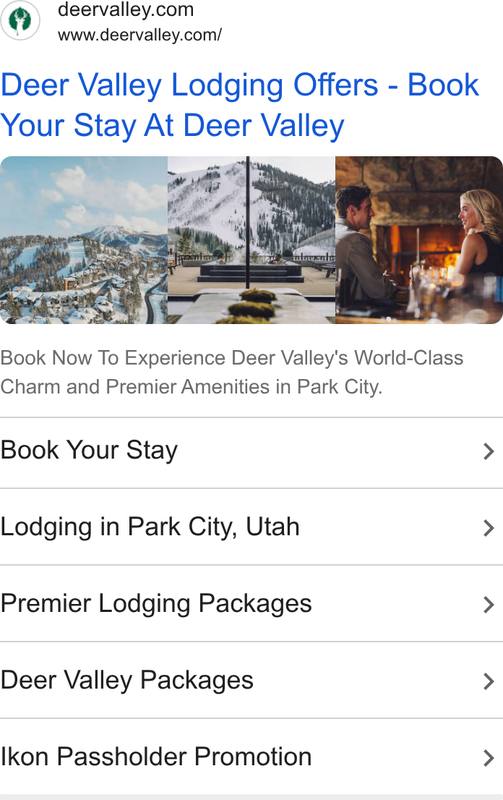 deervalley.com
www.deervalley.com/
Deer Valley Lodging Offers - Book
Your Stay At Deer Valley
Book Now To Experience Deer Valley's World-Class
Charm and Premier Amenities in Park City.
Book Your Stay
Lodging in Park City, Utah
Premier Lodging Packages
Deer Valley Packages
Ikon Passholder Promotion